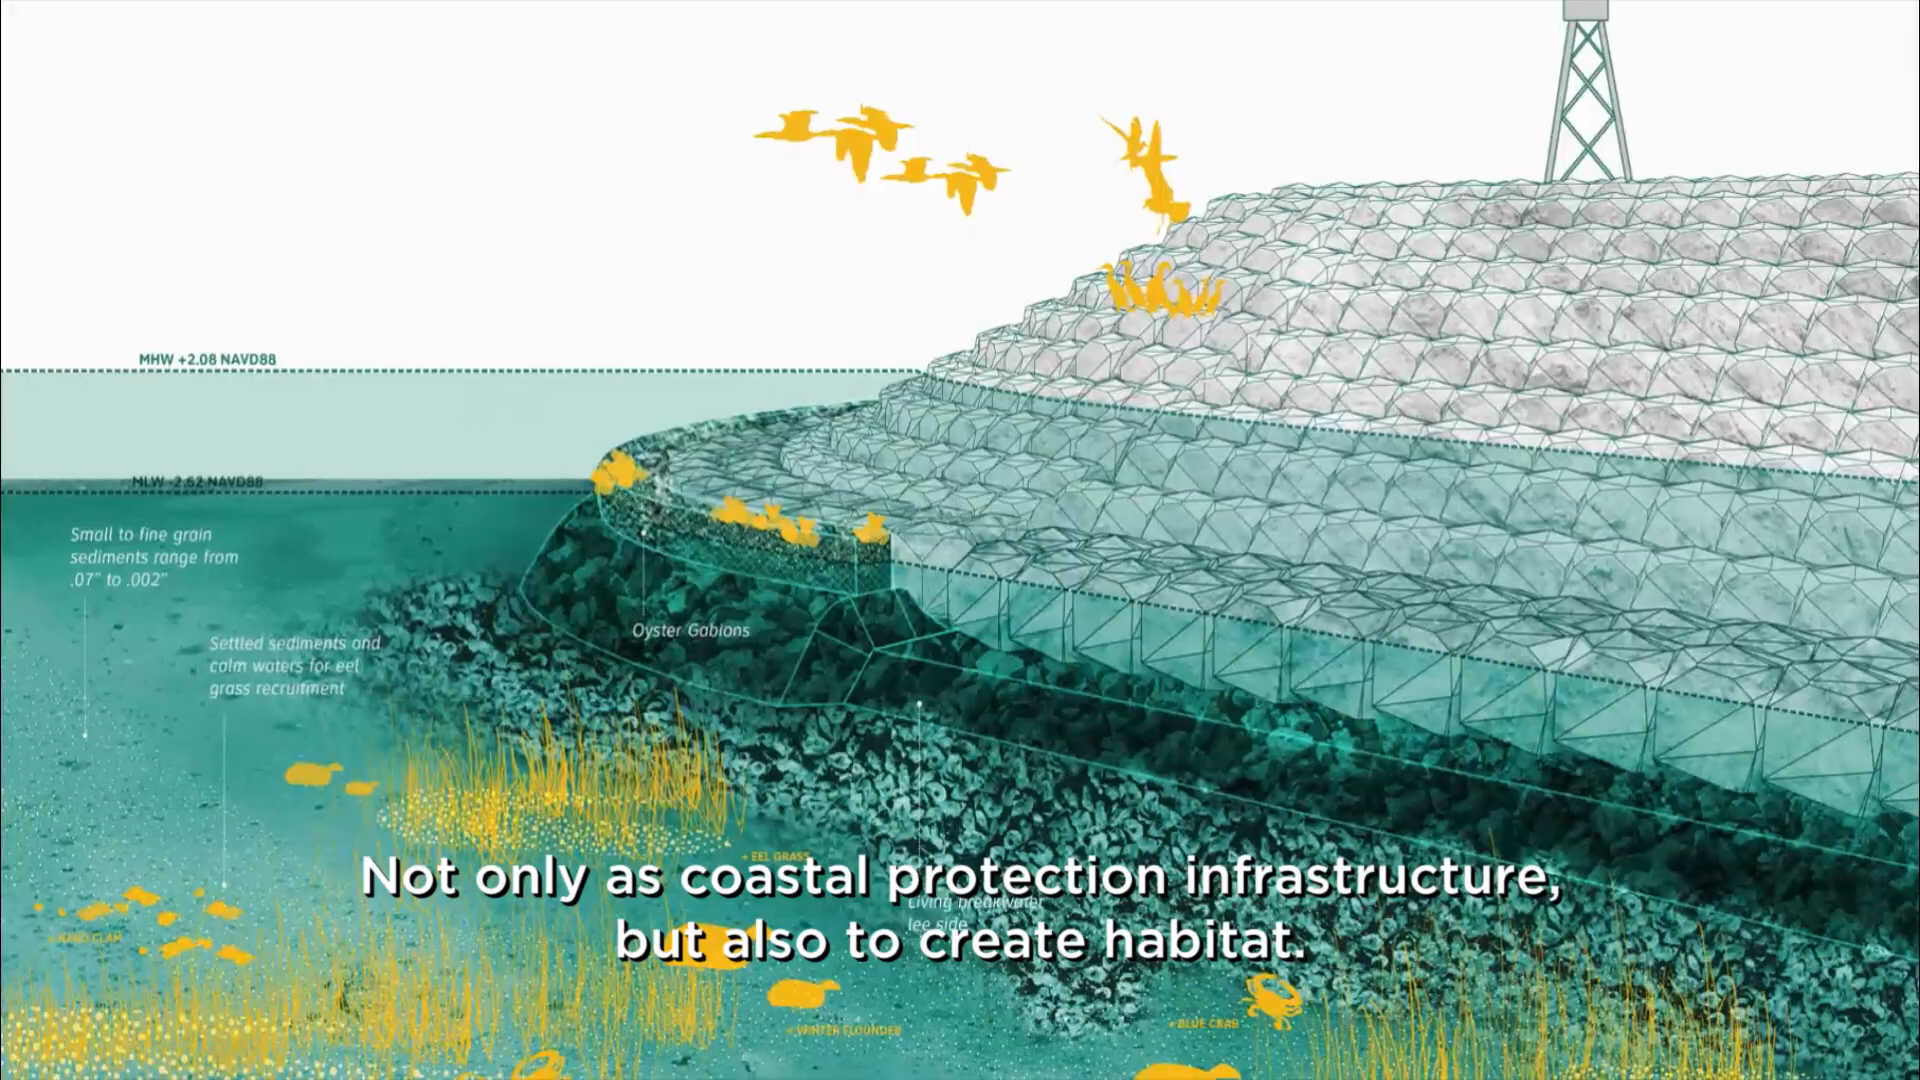 MHW +2.08 NAVD88
MLW -2.62 NAVD88
Small to fine grain
sediments range from
.07" to .002"
Settled sediments and
calm waters for eel
grass recruitment
Oyster Gabions
+ EEL GRASS
Not only as coastal protection infrastructure,
Living breakwater
lee side
but also to create habitat.
+ HARD CLAM
+ WINTER FLOUNDER
+ BLUE CRAB